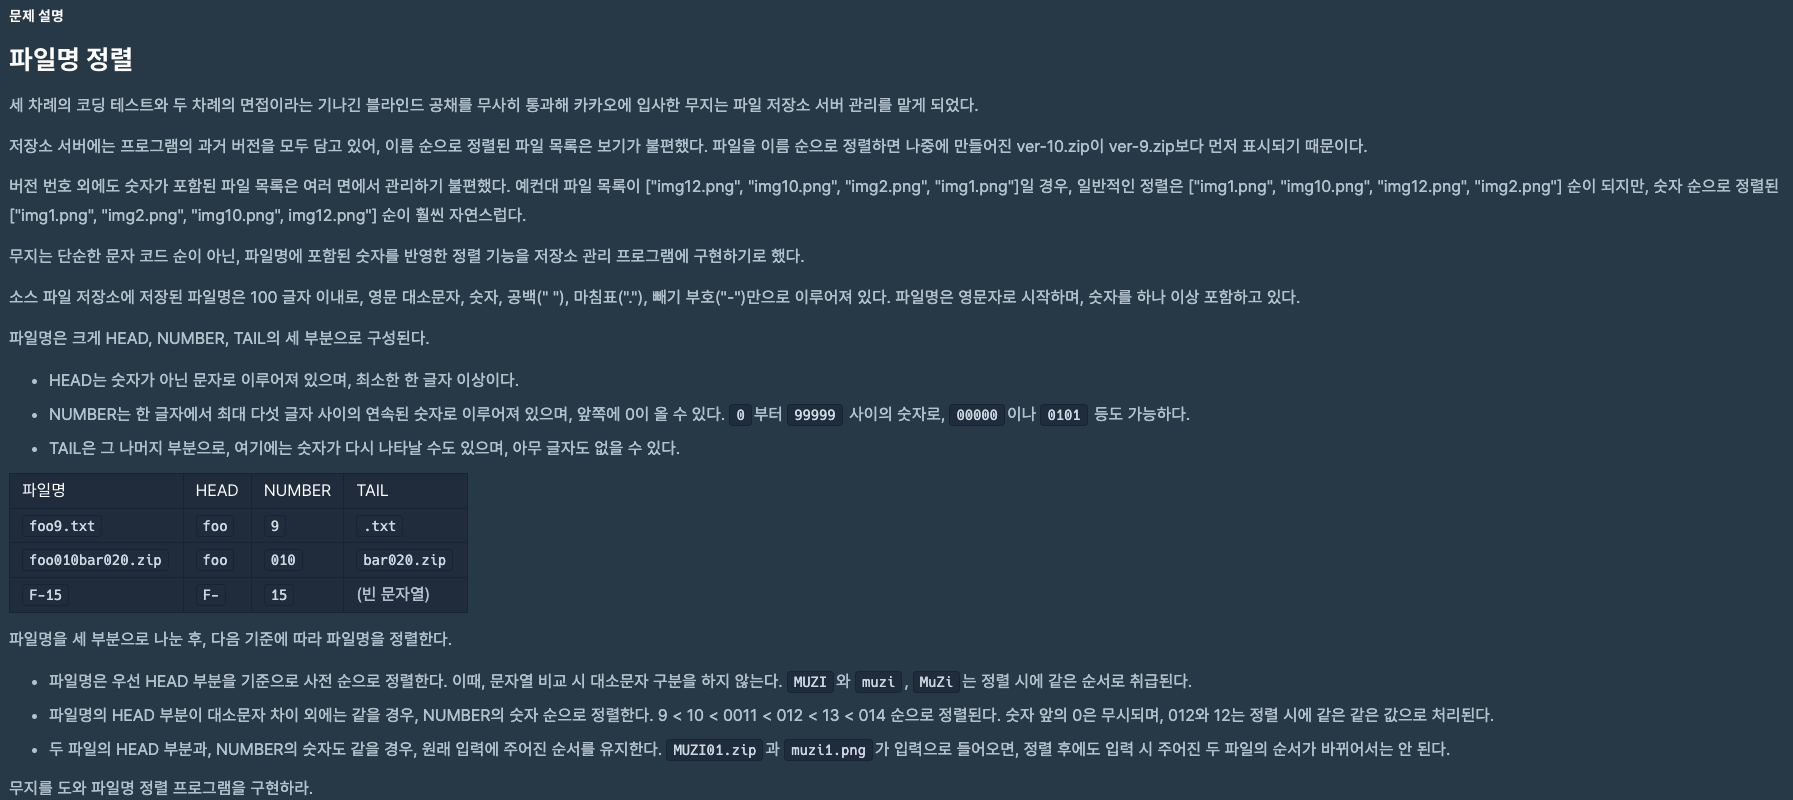 문제 설명
파일명 정렬
세 차례의 코딩 테스트와 두 차례의 면접이라는 기나긴 블라인드 공채를 무사히 통과해 카카오에 입사한 무지는 파일 저장소 서버 관리를 맡게 되었다.
저장소 서버에는 프로그램의 과거 버전을 모두 담고 있어, 이름 순으로 정렬된 파일 목록은 보기가 불편했다. 파일을 이름 순으로 정렬하면 나중에 만들어진 ver-10.zip이 ver-9.zip보다 먼저 표시되기 때문이다.
버전 번호 외에도 숫자가 포함된 파일 목록은 여러 면에서 관리하기 불편했다. 예컨대 파일 목록이 ["img12.png", "img10.png", "img2.png", "img1.png"]일 경우, 일반적인 정렬은 ["img1.png", "img10.png", "img12.png", "img2.png"] 순이 되지만, 숫자 순으로 정렬된
["img1.png", "img2.png", "img10.png", img12.png"] 순이 훨씬 자연스럽다.
무지는 단순한 문자 코드 순이 아닌, 파일명에 포함된 숫자를 반영한 정렬 기능을 저장소 관리 프로그램에 구현하기로 했다.
소스 파일 저장소에 저장된 파일명은 100 글자 이내로, 영문 대소문자, 숫자, 공백(" "), 마침표("."), 빼기 부호("-")만으로 이루어져 있다. 파일명은 영문자로 시작하며, 숫자를 하나 이상 포함하고 있다.
파일명은 크게 HEAD, NUMBER, TAIL의 세 부분으로 구성된다.
• HEAD는 숫자가 아닌 문자로 이루어져 있으며, 최소한 한 글자 이상이다.
• NUMBER는 한 글자에서 최대 다섯 글자 사이의 연속된 숫자로 이루어져 있으며, 앞쪽에 0이 올 수 있다. 0 부터 99999 사이의 숫자로, 00000 이나 0101 등도 가능하다.
• TAIL은 그 나머지 부분으로, 여기에는 숫자가 다시 나타날 수도 있으며, 아무 글자도 없을 수 있다.
파일명 HEAD NUMBER TAIL
foo9.txt foo 9 .txt
foo010bar020.zip foo 010 bar020.zip
F-15 F- 15 (빈 문자열)
파일명을 세 부분으로 나눈 후, 다음 기준에 따라 파일명을 정렬한다.
• 파일명은 우선 HEAD 부분을 기준으로 사전 순으로 정렬한다. 이때, 문자열 비교 시 대소문자 구분을 하지 않는다. MUZI 와 muzi , MuZi 는 정렬 시에 같은 순서로 취급된다.
• 파일명의 HEAD 부분이 대소문자 차이 외에는 같을 경우, NUMBER의 숫자 순으로 정렬한다. 9 < 10 < 0011 < 012 < 13 < 014 순으로 정렬된다. 숫자 앞의 0은 무시되며, 012와 12는 정렬 시에 같은 같은 값으로 처리된다.
• 두 파일의 HEAD 부분과, NUMBER의 숫자도 같을 경우, 원래 입력에 주어진 순서를 유지한다. MUZI01.zip 과 muzi1.png 가 입력으로 들어오면, 정렬 후에도 입력 시 주어진 두 파일의 순서가 바뀌어서는 안 된다.
무지를 도와 파일명 정렬 프로그램을 구현하라.